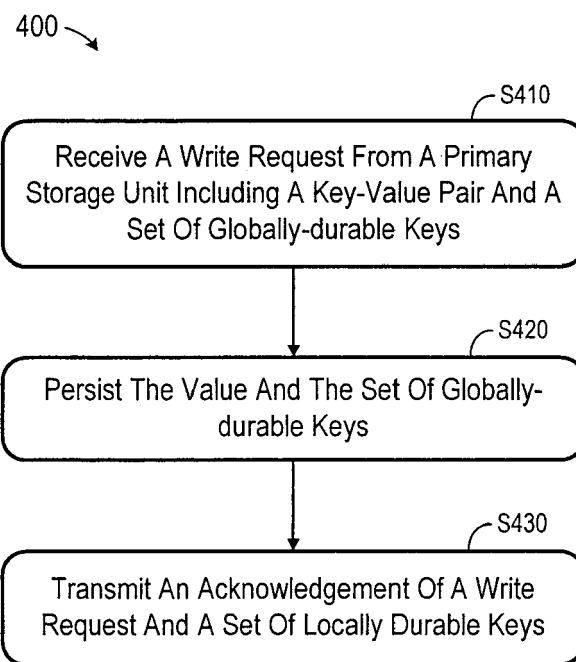 400
S410
Receive A Write Request From A Primary
Storage Unit Including A Key-Value Pair And A
Set Of Globally-durable Keys
S420
Persist The Value And The Set Of Globally-
durable Keys
S430
Transmit An Acknowledgement Of A Write
Request And A Set Of Locally Durable Keys